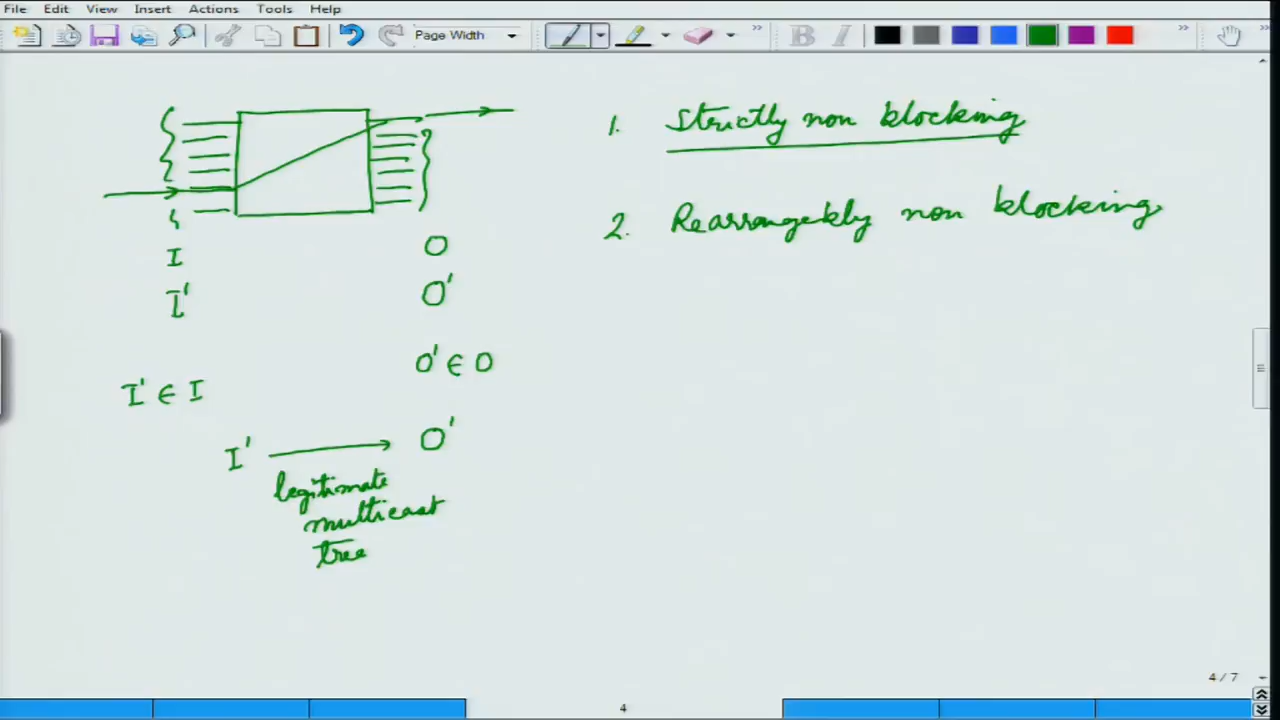 File Edit View Insert Actions Tools Help
Page Width
B I
1. Strictly non blocking
2. Rearrangebly non blocking
I O
I' O'
O' ∈ O
I' ∈ I
I' → O'
legitimate
multicast
tree
4 / 7
4